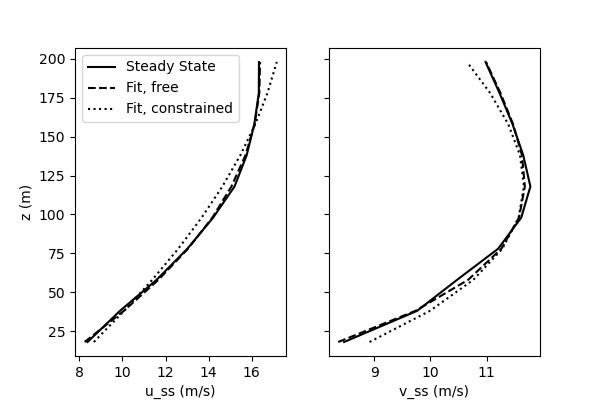 200
175
150
125
100
75
50
25
z (m)
Steady State
Fit, free
Fit, constrained
8 10 12 14 16
u_ss (m/s)
9 10 11
v_ss (m/s)